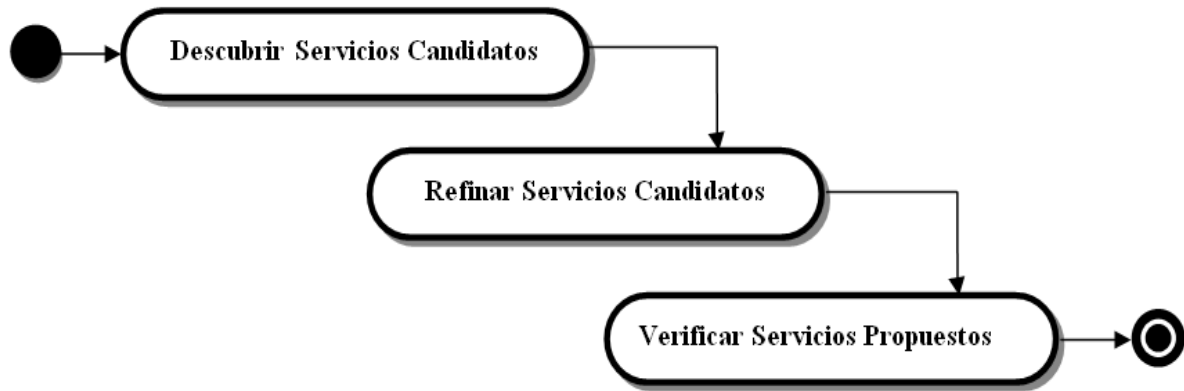 Descubrir Servicios Candidatos
Refinar Servicios Candidatos
Verificar Servicios Propuestos